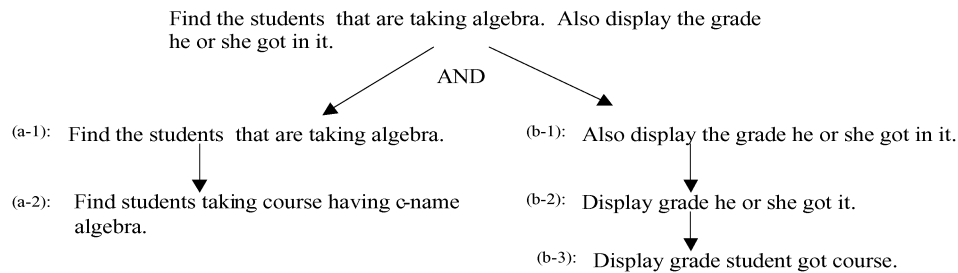 Find the students that are taking algebra. Also display the grade
he or she got in it.
AND
(a-1): Find the students that are taking algebra.
(b-1): Also display the grade he or she got in it.
(a-2): Find students taking course having c-name
algebra.
(b-2): Display grade he or she got it.
(b-3): Display grade student got course.